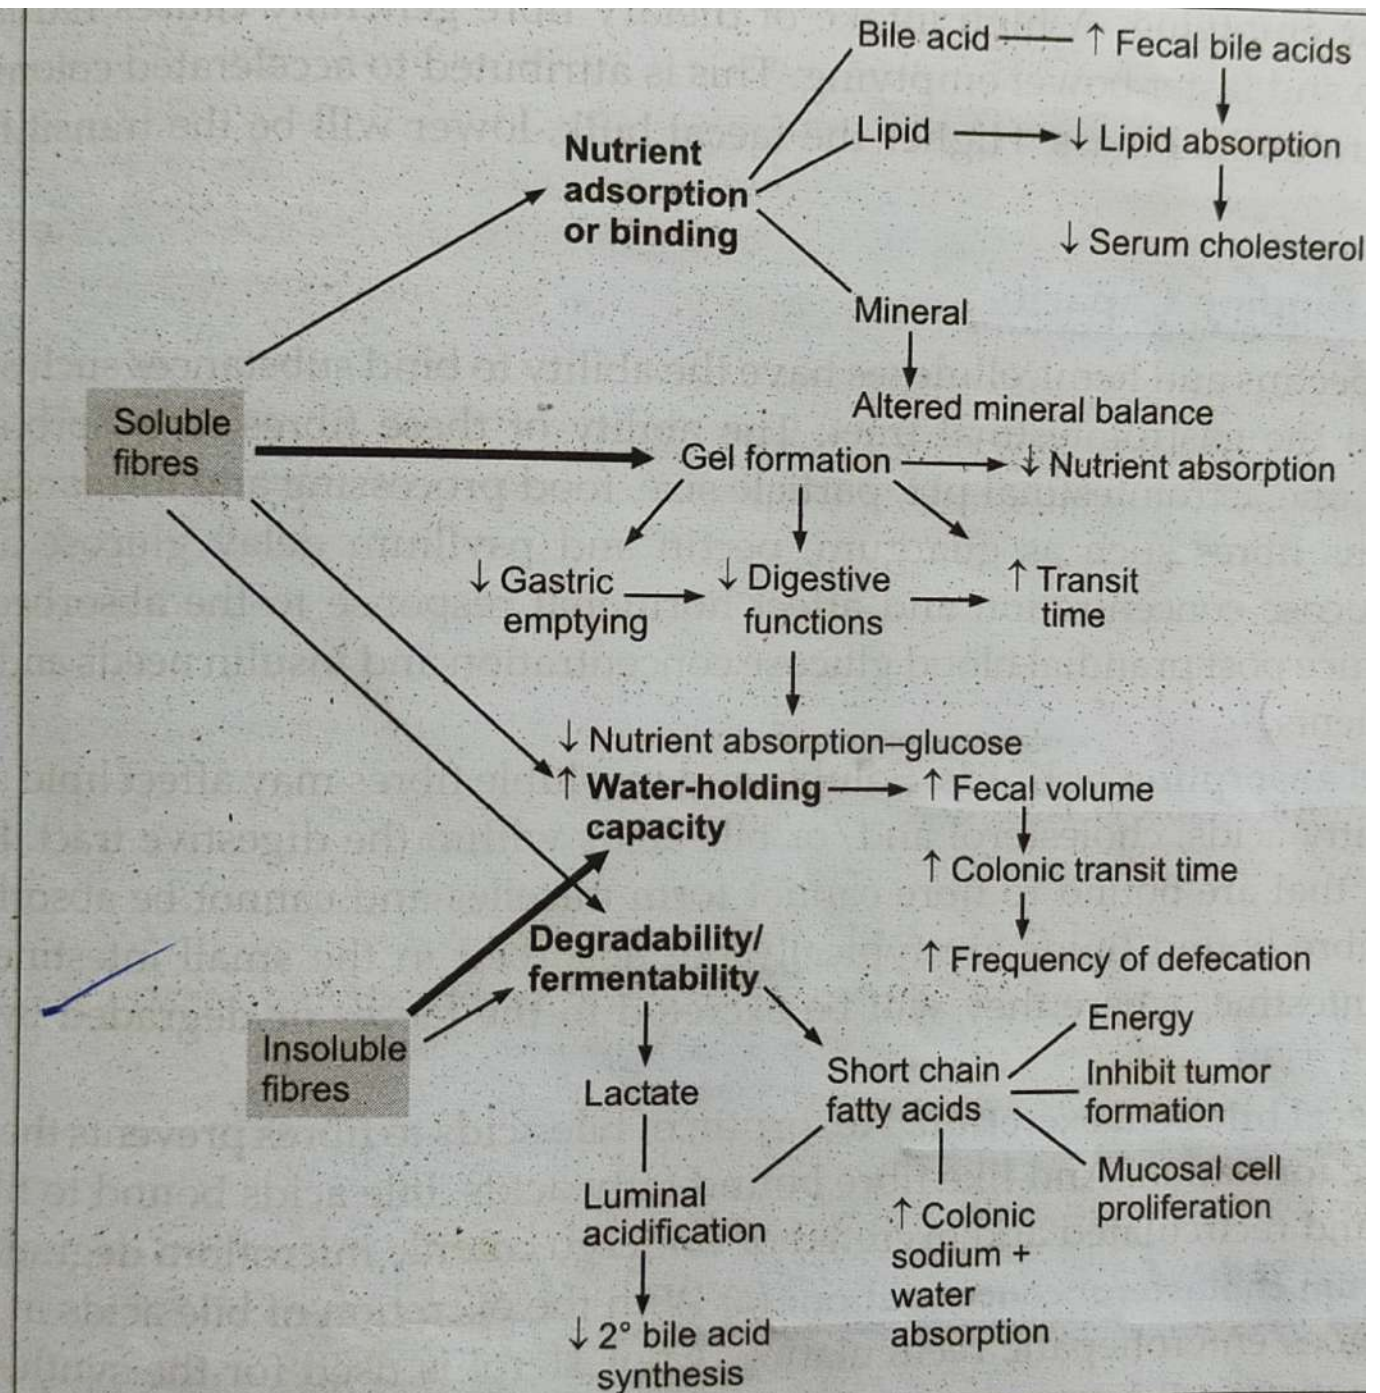 Bile acid
↑ Fecal bile acids
Lipid
↓ Lipid absorption
Nutrient
adsorption
or binding
↓ Serum cholesterol
Mineral
Altered mineral balance
Soluble
fibres
Gel formation
↓ Nutrient absorption
↓ Gastric
emptying
↓ Digestive
functions
↑ Transit
time
↓ Nutrient absorption–glucose
↑ Water-holding
capacity
↑ Fecal volume
↑ Colonic transit time
↑ Frequency of defecation
Degradability/
fermentability
Insoluble
fibres
Lactate
Short chain
fatty acids
Energy
Inhibit tumor
formation
Mucosal cell
proliferation
Luminal
acidification
↑ Colonic
sodium +
water
absorption
↓ 2° bile acid
synthesis